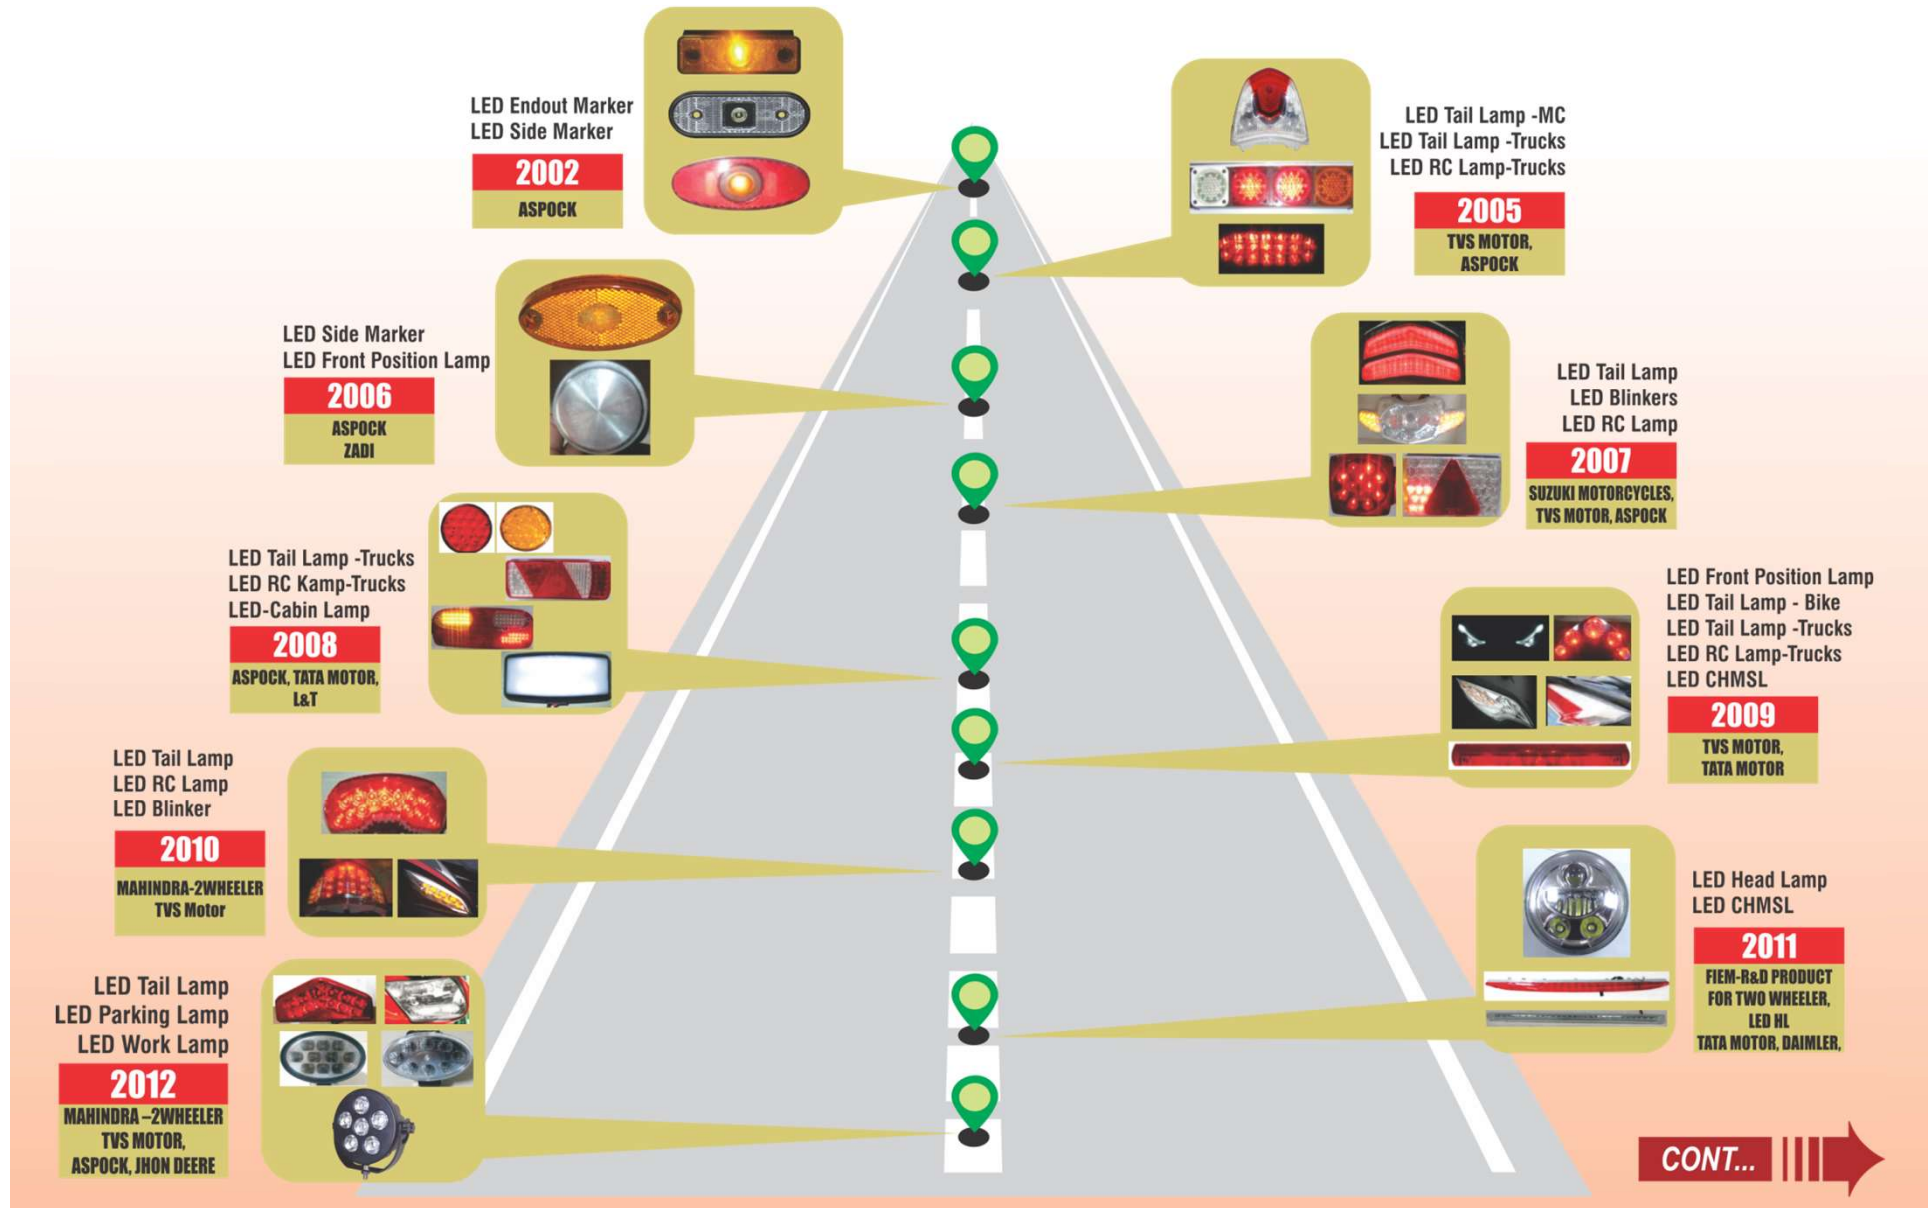 LED Endout Marker
LED Side Marker
2002
ASPOCK
LED Tail Lamp -MC
LED Tail Lamp -Trucks
LED RC Lamp-Trucks
2005
TVS MOTOR,
ASPOCK
LED Side Marker
LED Front Position Lamp
2006
ASPOCK
ZADI
LED Tail Lamp
LED Blinkers
LED RC Lamp
2007
SUZUKI MOTORCYCLES,
TVS MOTOR, ASPOCK
LED Tail Lamp -Trucks
LED RC Kamp-Trucks
LED-Cabin Lamp
2008
ASPOCK, TATA MOTOR,
L&T
LED Front Position Lamp
LED Tail Lamp - Bike
LED Tail Lamp -Trucks
LED RC Lamp-Trucks
LED CHMSL
2009
TVS MOTOR,
TATA MOTOR
LED Tail Lamp
LED RC Lamp
LED Blinker
2010
MAHINDRA-2WHEELER
TVS Motor
LED Head Lamp
LED CHMSL
2011
FIEM-R&D PRODUCT
FOR TWO WHEELER,
LED HL
TATA MOTOR, DAIMLER,
LED Tail Lamp
LED Parking Lamp
LED Work Lamp
2012
MAHINDRA –2WHEELER
TVS MOTOR,
ASPOCK, JHON DEERE
CONT...